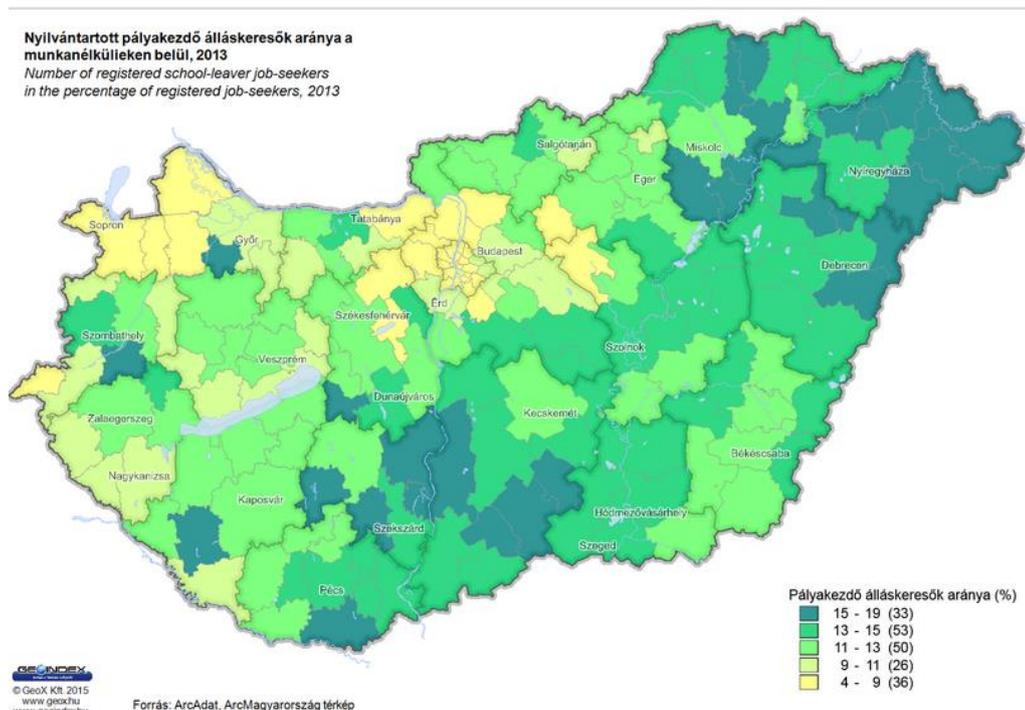 Nyilvántartott pályakezdő álláskeresők aránya a
munkanélkülieken belül, 2013
Number of registered school-leaver job-seekers
in the percentage of registered job-seekers, 2013
Salgótarján
Miskolc
Nyíregyháza
Eger
Sopron
Győr
Tatabánya
Budapest
Debrecen
Érd
Székesfehérvár
Szombathely
Szolnok
Veszprém
Dunaújváros
Kecskemét
Zalaegerszeg
Békéscsaba
Nagykanizsa
Kaposvár
Hódmezővásárhely
Szekszárd
Szeged
Pécs
Pályakezdő álláskeresők aránya (%)
15 - 19 (33)
13 - 15 (53)
11 - 13 (50)
9 - 11 (26)
4 - 9 (36)
GEOINDEX
© GeoX Kft. 2015
www.geox.hu
Forrás: ArcAdat, ArcMagyarország térkép